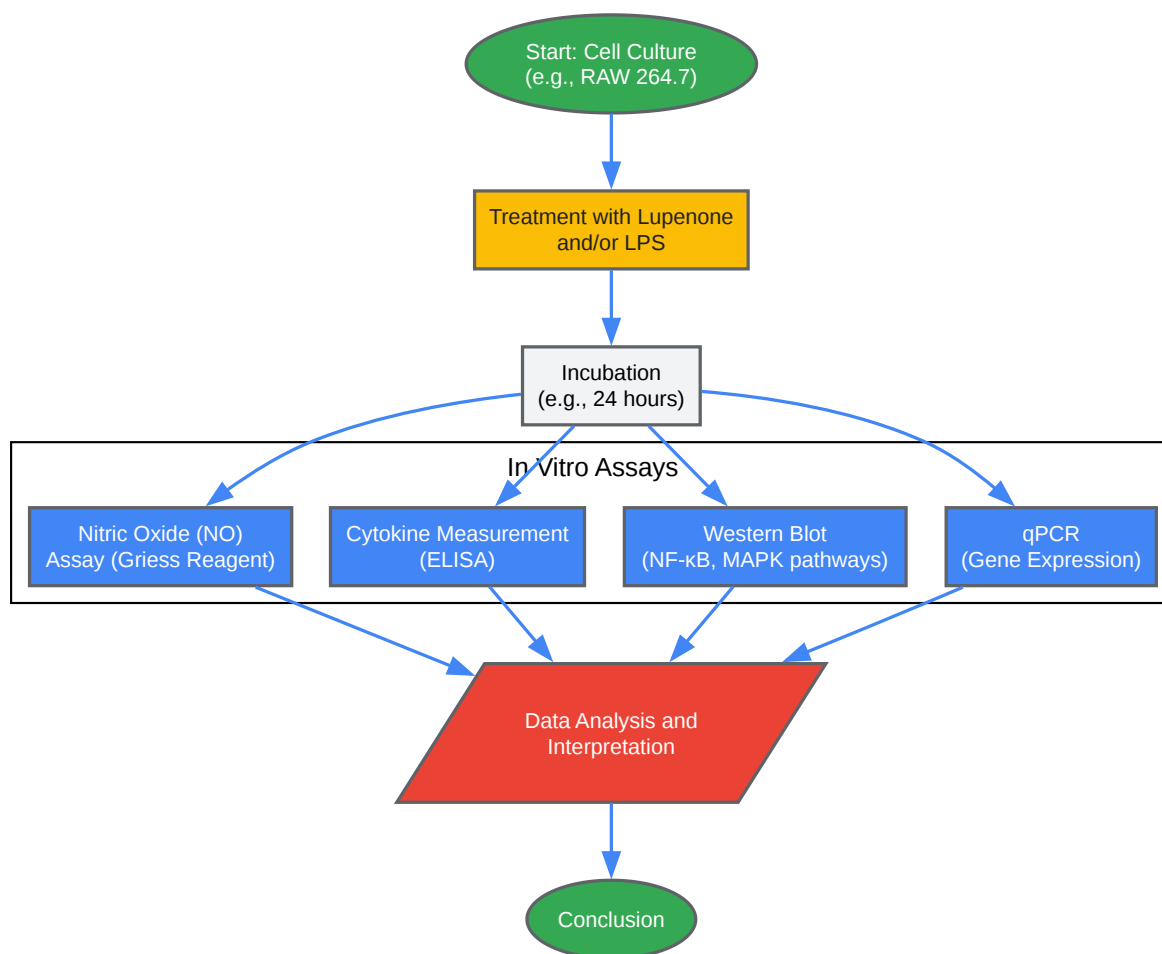 Start: Cell Culture
(e.g., RAW 264.7)
Treatment with Lupenone
and/or LPS
Incubation
(e.g., 24 hours)
In Vitro Assays
Nitric Oxide (NO)
Assay (Griess Reagent)
Cytokine Measurement
(ELISA)
Western Blot
(NF-κB, MAPK pathways)
qPCR
(Gene Expression)
Data Analysis and
Interpretation
Conclusion